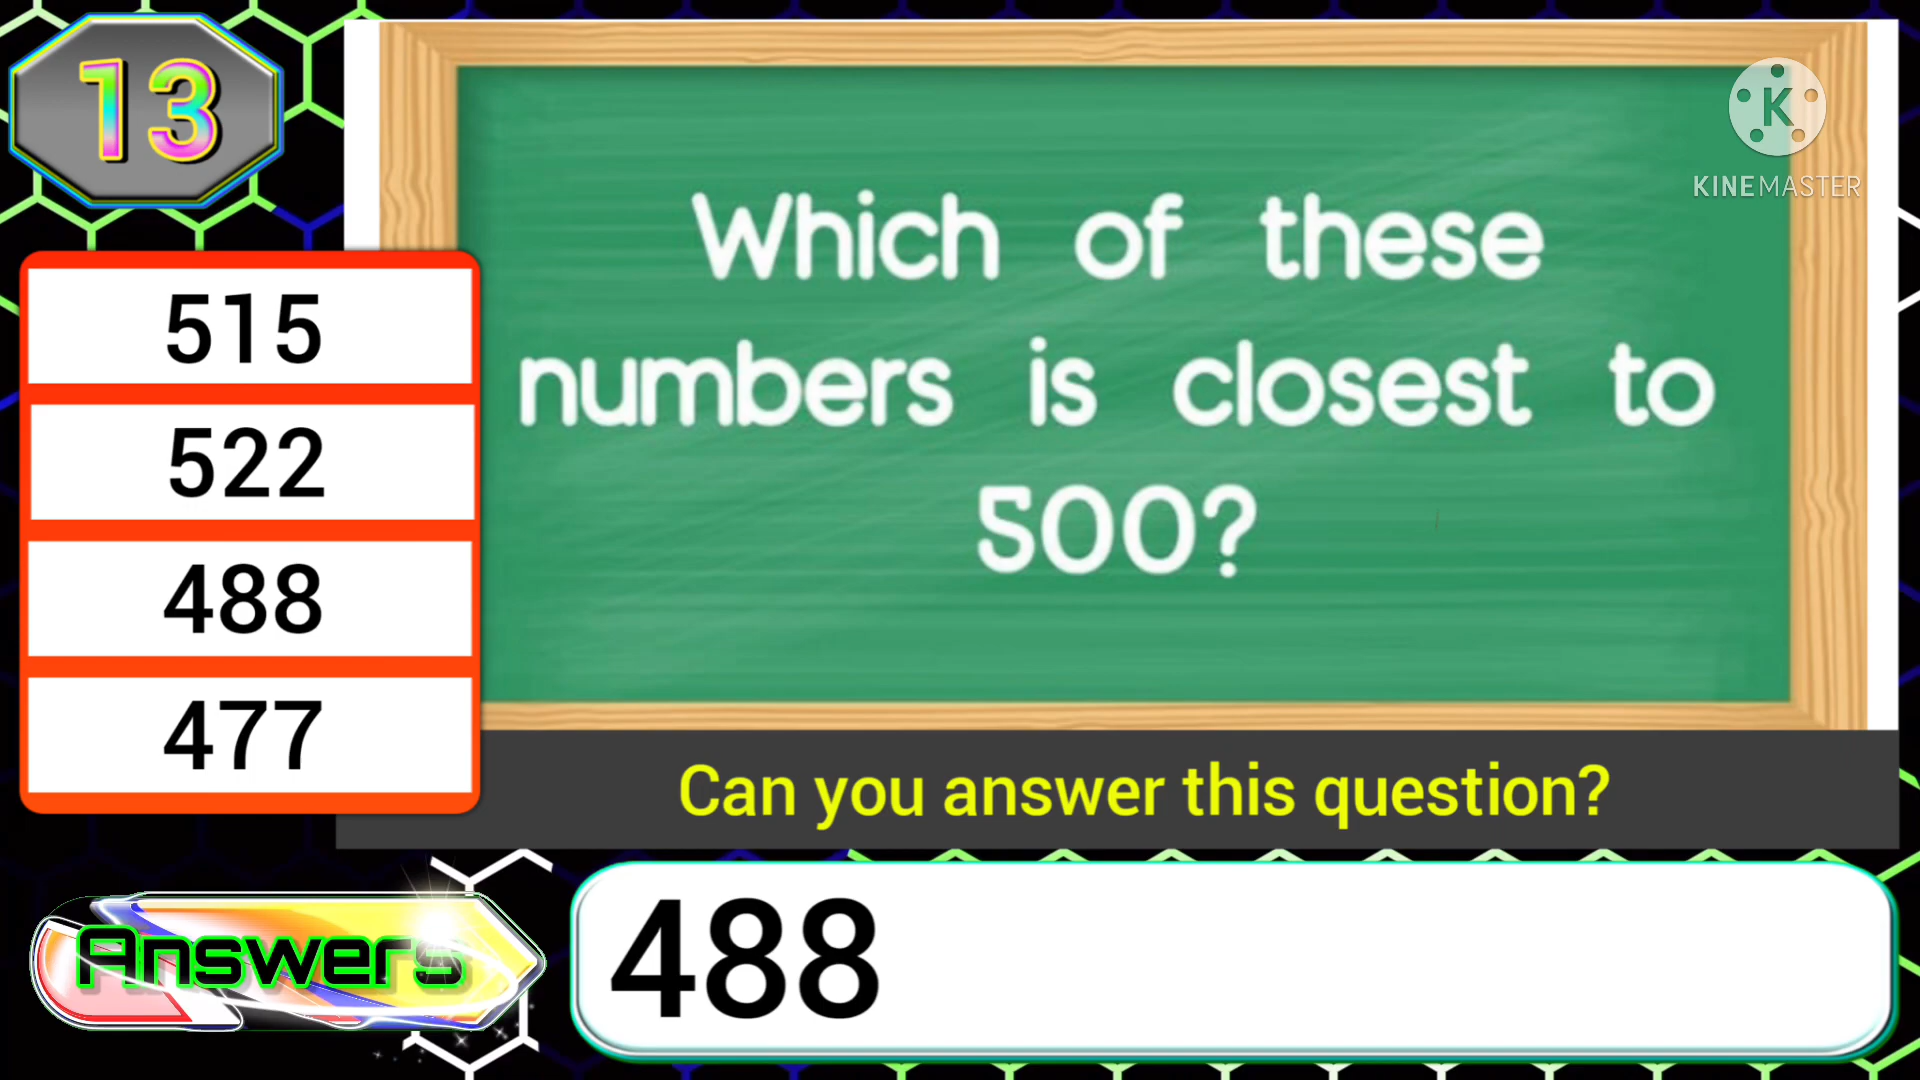 13
Which of these
numbers is closest to
500?
KINEMASTER
515
522
488
477
Can you answer this question?
Answers
488